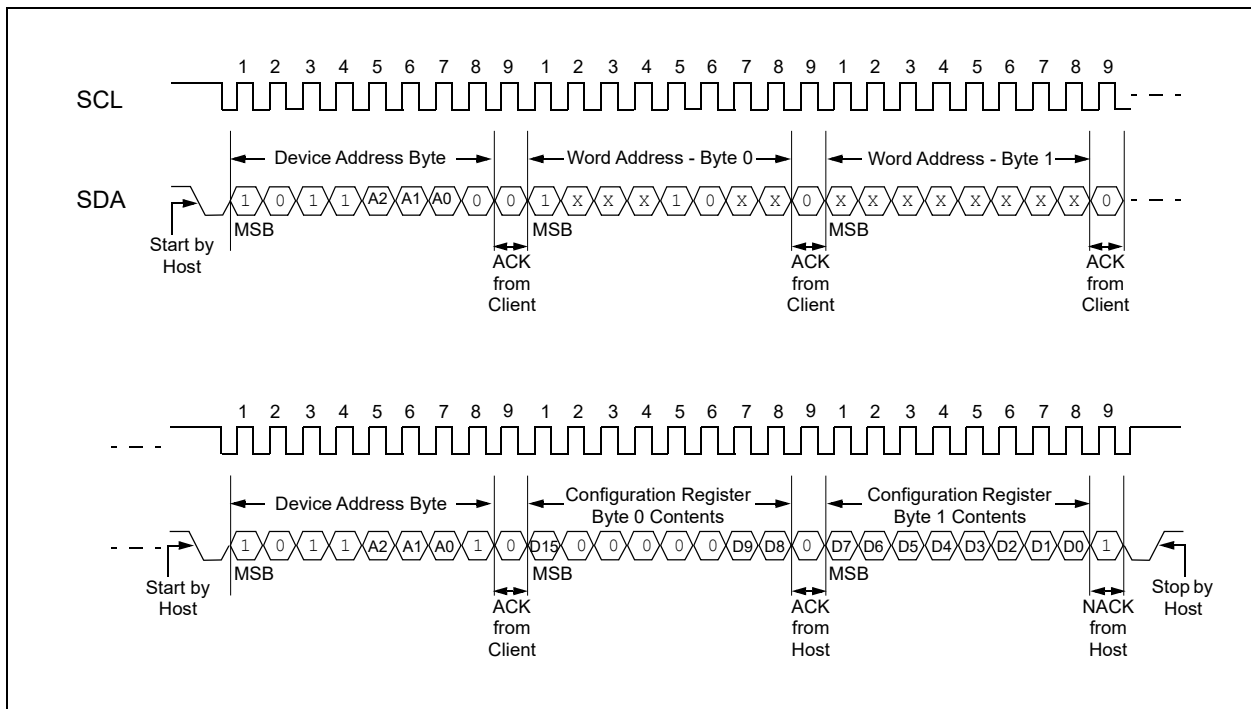 1 2 3 4 5 6 7 8 9 1 2 3 4 5 6 7 8 9 1 2 3 4 5 6 7 8 9
SCL
Device Address Byte Word Address - Byte 0 Word Address - Byte 1
SDA 1 0 1 1 A2 A1 A0 0 0 1 X X X 1 0 X X 0 X X X X X X X X 0
MSB MSB MSB
Start by
Host
ACK
from
Client
ACK
from
Client
ACK
from
Client
1 2 3 4 5 6 7 8 9 1 2 3 4 5 6 7 8 9 1 2 3 4 5 6 7 8 9
Device Address Byte
Configuration Register
Byte 0 Contents
Configuration Register
Byte 1 Contents
1 0 1 1 A2 A1 A0 1 0 D15 0 0 0 0 0 D9 D8 0 D7 D6 D5 D4 D3 D2 D1 D0 1
MSB MSB MSB
Start by
Host
ACK
from
Client
ACK
from
Host
NACK
from
Host
Stop by
Host